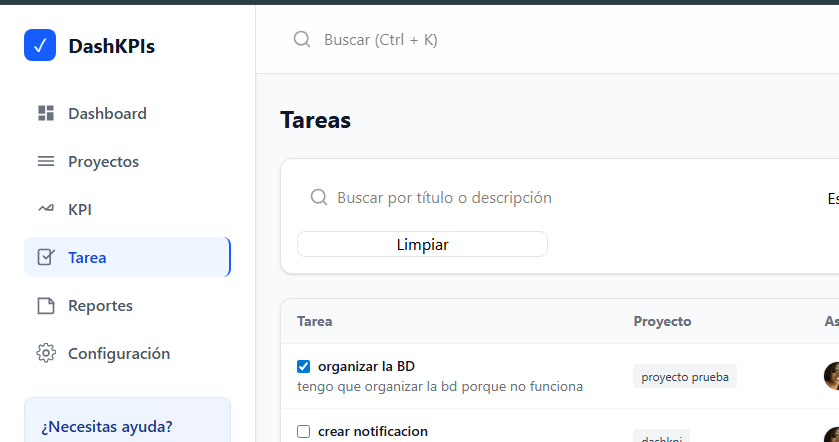 DashKPIs
Buscar (Ctrl + K)
Dashboard
Proyectos
KPI
Tarea
Reportes
Configuración
¿Necesitas ayuda?
Tareas
Buscar por título o descripción
Es
Limpiar
Tarea Proyecto As
organizar la BD
tengo que organizar la bd porque no funciona
proyecto prueba
crear notificacion
dashkpi